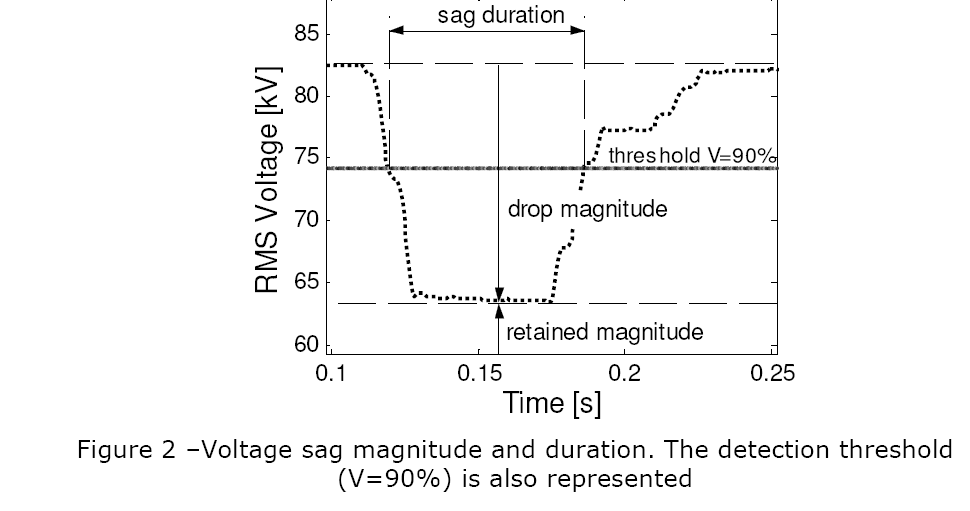 sag duration
85
80
75
70
65
60
RMS Voltage [kV]
threshold V=90%
drop magnitude
retained magnitude
0.1 0.15 0.2 0.25
Time [s]
Figure 2 –Voltage sag magnitude and duration. The detection threshold
(V=90%) is also represented